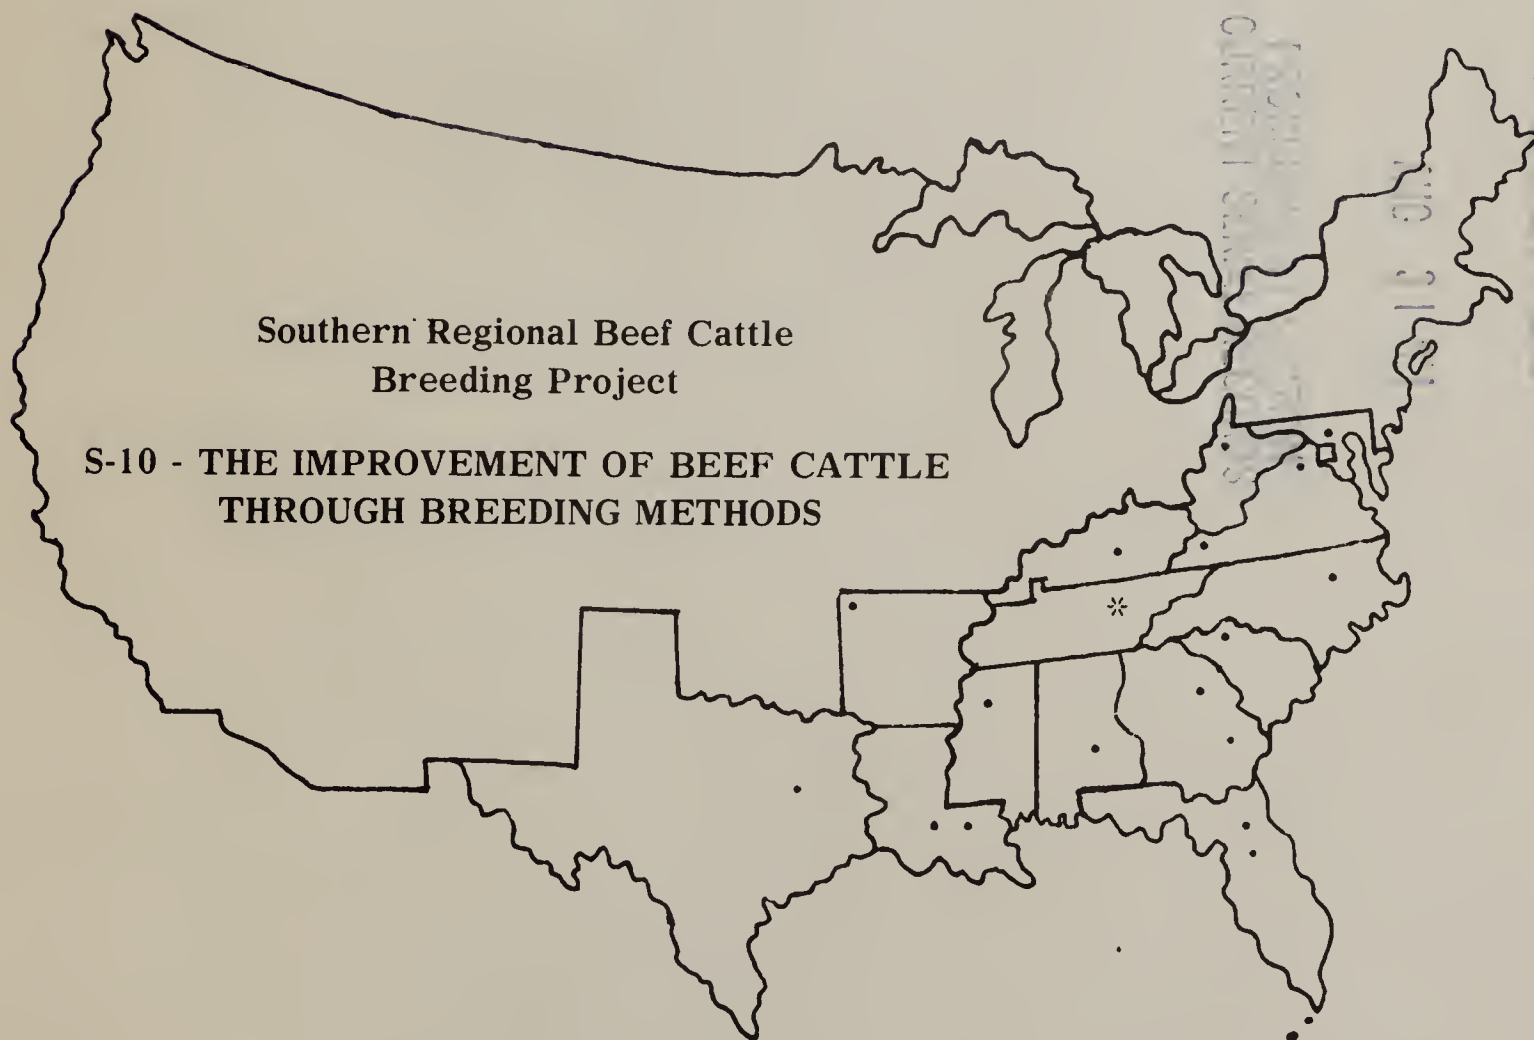 Southern Regional Beef Cattle
Breeding Project
S-10 - THE IMPROVEMENT OF BEEF CATTLE
THROUGH BREEDING METHODS